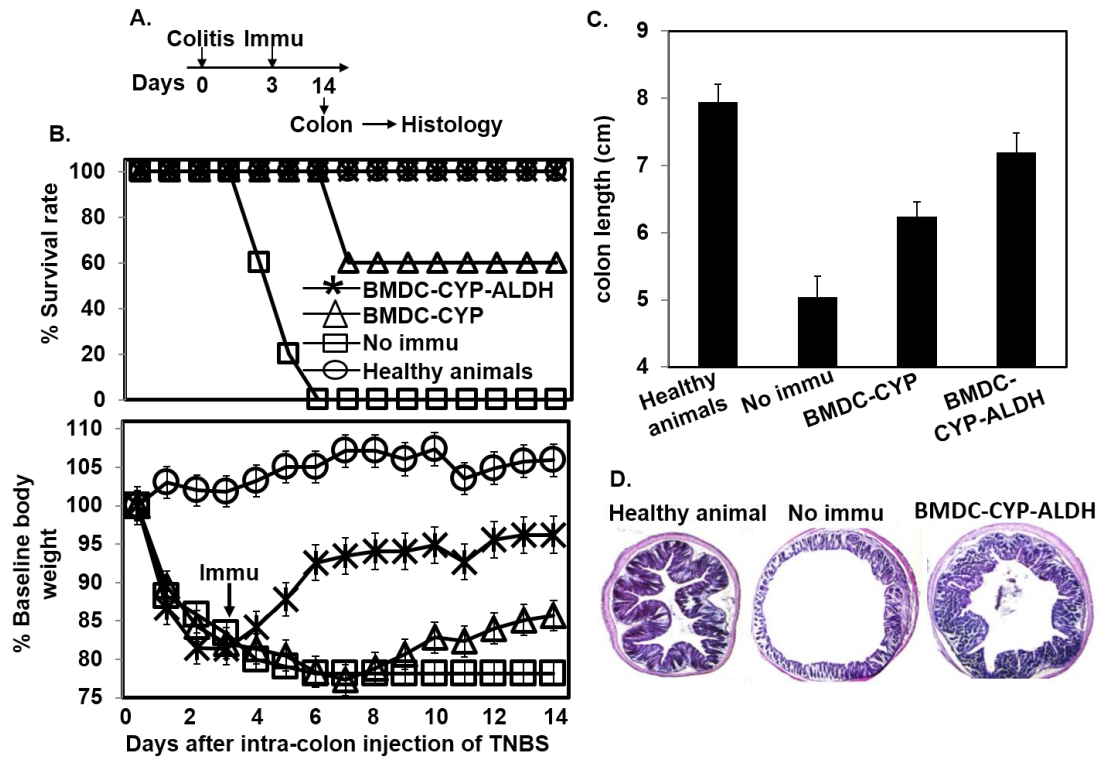 A.
Colitis Immu
Days 0 3 14
Colon Histology
B.
% Survival rate
100
80
60
40
20
0
BMDC-CYP-ALDH
BMDC-CYP
No immu
Healthy animals
% Baseline body
weight
110
105
100
95
90
85
80
75
Immu
0 2 4 6 8 10 12 14
Days after intra-colon injection of TNBS
C.
colon length (cm)
9
8
7
6
5
4
Healthy
animals
No immu
BMDC-CYP
BMDC-
CYP-ALDH
D.
Healthy animal No immu BMDC-CYP-ALDH